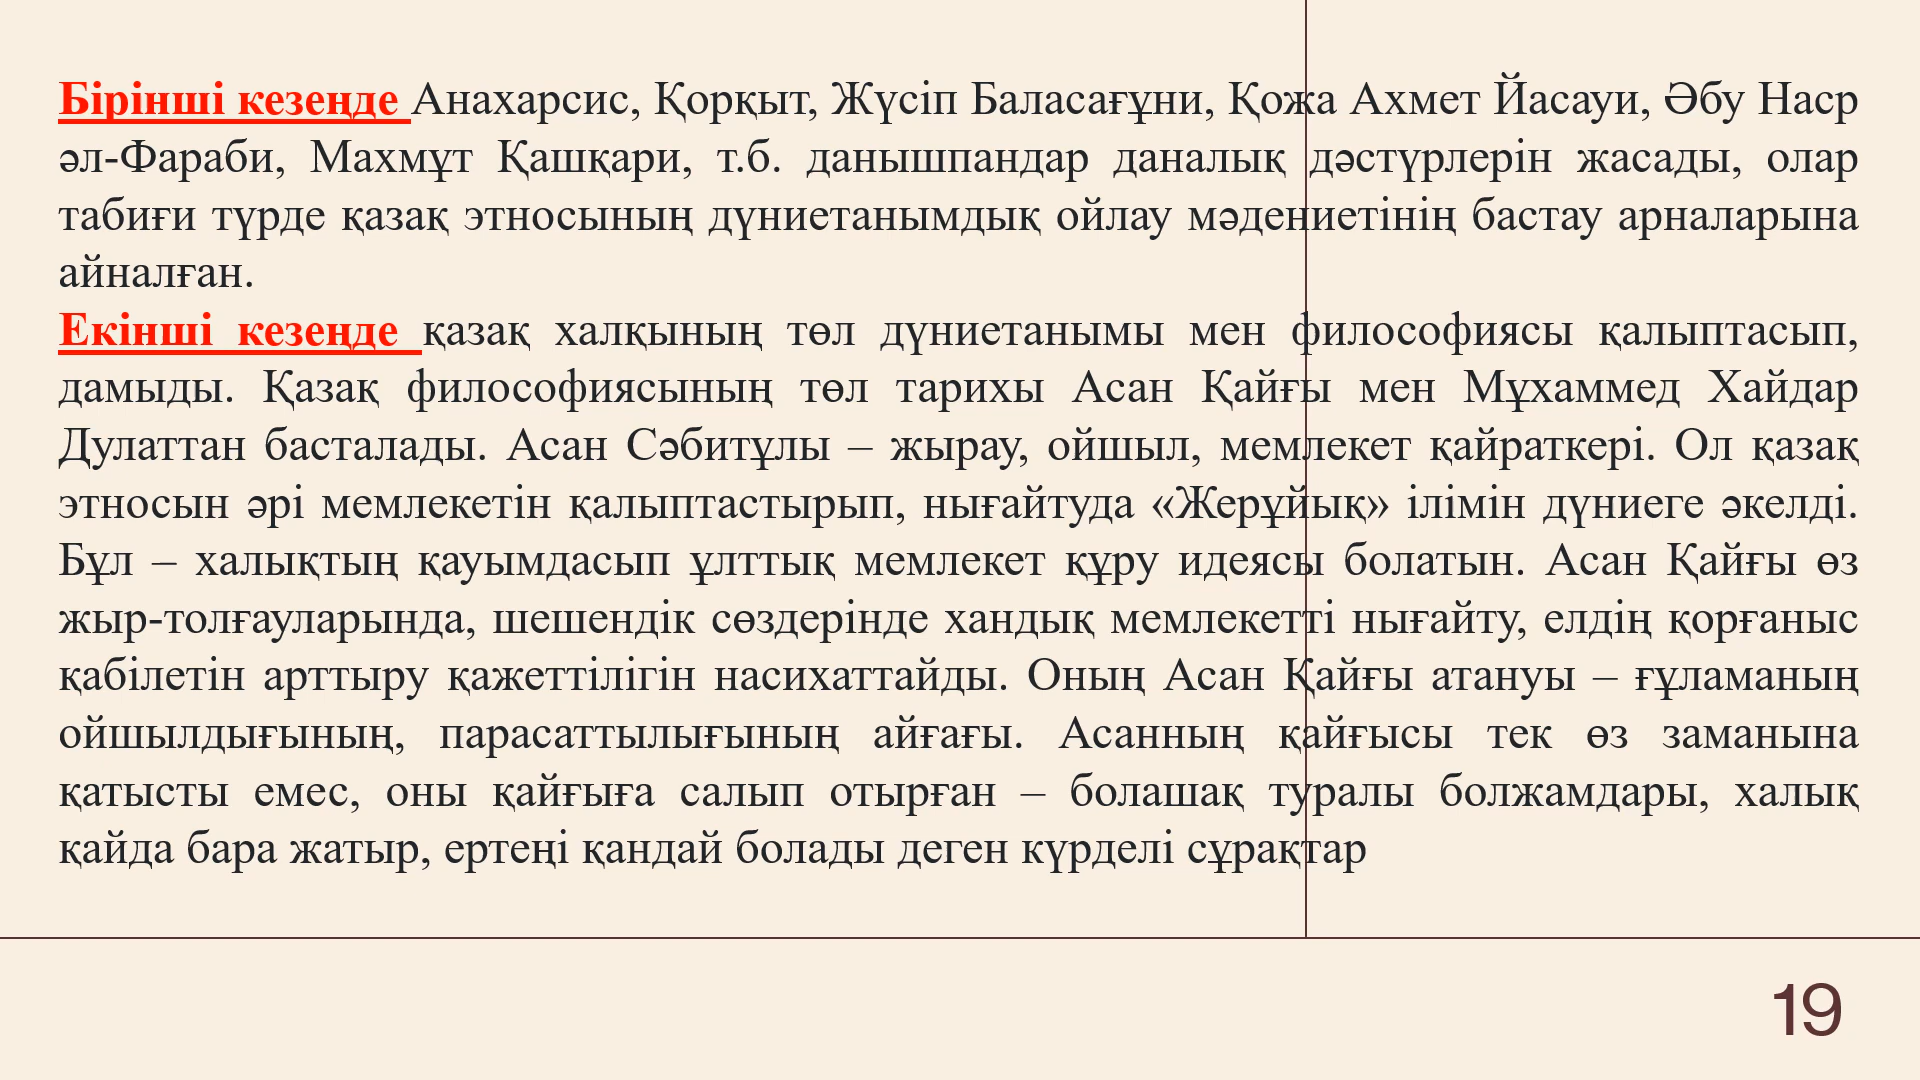 Бірінші кезеңде Анахарсис, Қорқыт, Жүсіп Баласағұни, Қожа Ахмет Йасауи, Әбу Наср
әл-Фараби, Махмұт Қашқари, т.б. данышпандар даналық дәстүрлерін жасады, олар
табиғи түрде қазақ этносының дүниетанымдық ойлау мәдениетінің бастау арналарына
айналған.
Екінші кезеңде қазақ халқының төл дүниетанымы мен философиясы қалыптасып,
дамыды. Қазақ философиясының төл тарихы Асан Қайғы мен Мұхаммед Хайдар
Дулаттан басталады. Асан Сәбитұлы – жырау, ойшыл, мемлекет қайраткері. Ол қазақ
этносын әрі мемлекетін қалыптастырып, нығайтуда «Жерұйық» ілімін дүниеге әкелді.
Бұл – халықтың қауымдасып ұлттық мемлекет құру идеясы болатын. Асан Қайғы өз
жыр-толғауларында, шешендік сөздерінде хандық мемлекетті нығайту, елдің қорғаныс
қабілетін арттыру қажеттілігін насихаттайды. Оның Асан Қайғы атануы – ғұламаның
ойшылдығының, парасаттылығының айғағы. Асанның қайғысы тек өз заманына
қатысты емес, оны қайғыға салып отырған – болашақ туралы болжамдары, халық
қайда бара жатыр, ертеңі қандай болады деген күрделі сұрақтар
19